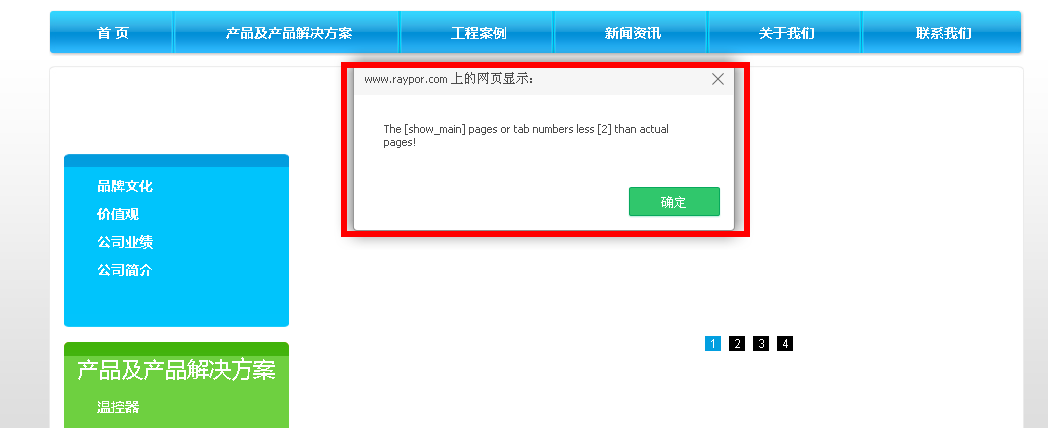 首 页 产品及产品解决方案 工程案例 新闻资讯 关于我们 联系我们
www.raypor.com 上的网页显示：
The [show_main] pages or tab numbers less [2] than actual
pages!
确定
品牌文化
价值观
公司业绩
公司简介
1 2 3 4
产品及产品解决方案
温控器